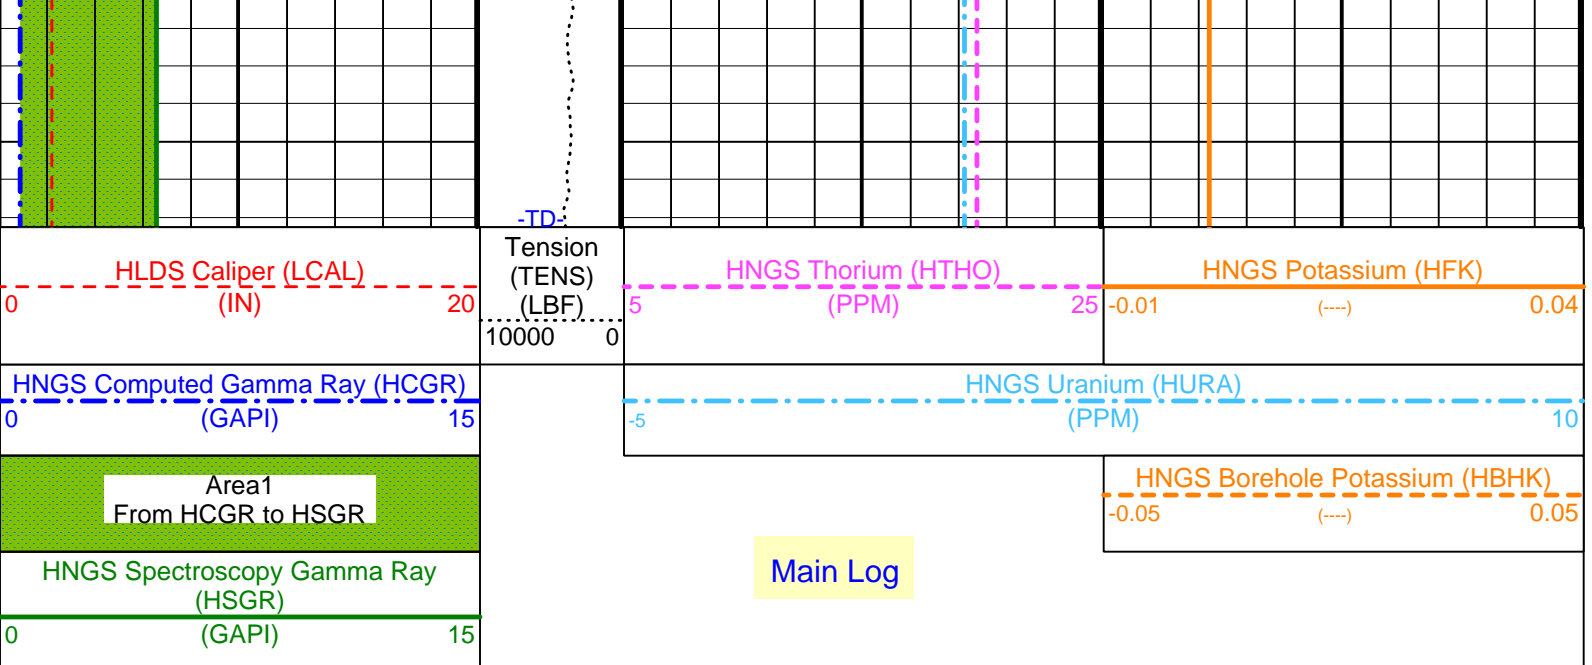 -TD-
HLDS Caliper (LCAL)
(IN)
0 20
Tension
(TENS)
(LBF)
10000 0
HNGS Thorium (HTHO)
(PPM)
5 25
HNGS Potassium (HFK)
(----)
-0.01 0.04
HNGS Computed Gamma Ray (HCGR)
(GAPI)
0 15
HNGS Uranium (HURA)
(PPM)
-5 10
Area1
From HCGR to HSGR
HNGS Borehole Potassium (HBHK)
(----)
-0.05 0.05
HNGS Spectroscopy Gamma Ray
(HSGR)
(GAPI)
0 15
Main Log